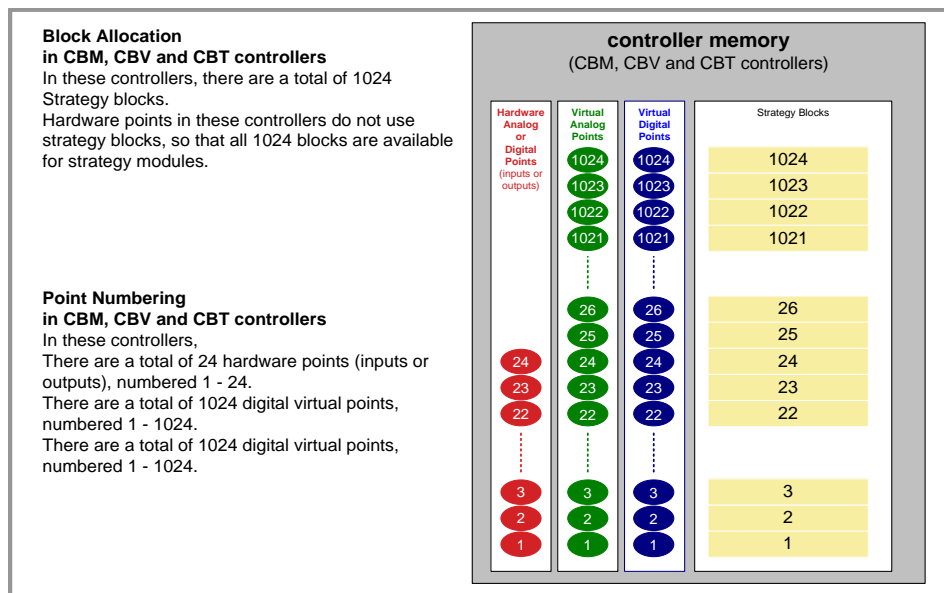 Block Allocation
in CBM, CBV and CBT controllers
In these controllers, there are a total of 1024
Strategy blocks.
Hardware points in these controllers do not use
strategy blocks, so that all 1024 blocks are available
for strategy modules.
Point Numbering
in CBM, CBV and CBT controllers
In these controllers,
There are a total of 24 hardware points (inputs or
outputs), numbered 1 - 24.
There are a total of 1024 digital virtual points,
numbered 1 - 1024.
There are a total of 1024 digital virtual points,
numbered 1 - 1024.
controller memory
(CBM, CBV and CBT controllers)
Hardware
Analog
or
Digital
Points
(inputs or
outputs)
24
23
22
3
2
1
Virtual
Analog
Points
1024
1023
1022
1021
26
25
24
23
22
3
2
1
Virtual
Digital
Points
1024
1023
1022
1021
26
25
24
23
22
3
2
1
Strategy Blocks
1024
1023
1022
1021
26
25
24
23
22
3
2
1